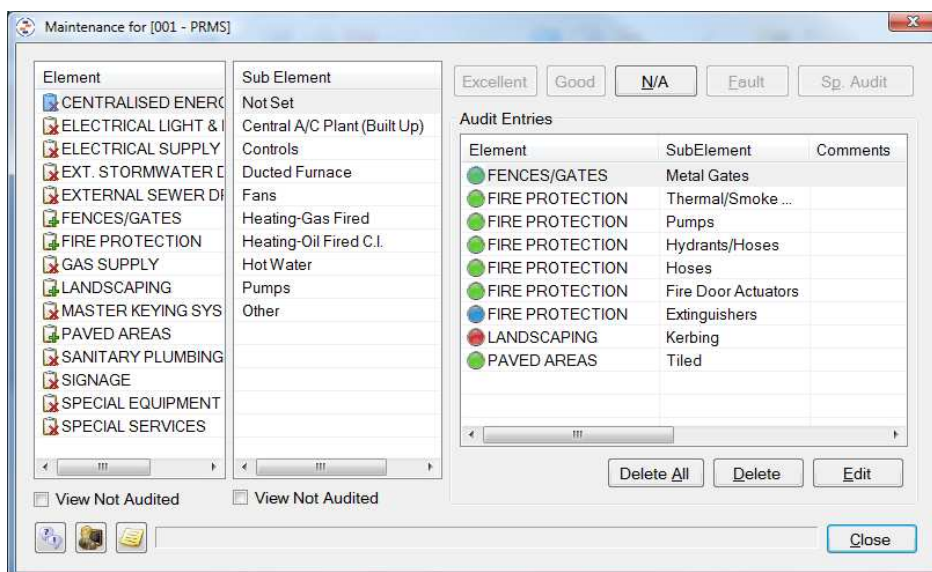 Maintenance for [001 - PRMS]
Element
CENTRALISED ENERG
ELECTRICAL LIGHT &
ELECTRICAL SUPPLY
EXT. STORMWATER D
EXTERNAL SEWER DR
FENCES/GATES
FIRE PROTECTION
GAS SUPPLY
LANDSCAPING
MASTER KEYING SYS
PAVED AREAS
SANITARY PLUMBING
SIGNAGE
SPECIAL EQUIPMENT
SPECIAL SERVICES
View Not Audited
Sub Element
Not Set
Central A/C Plant (Built Up)
Controls
Ducted Furnace
Fans
Heating-Gas Fired
Heating-Oil Fired C.I.
Hot Water
Pumps
Other
View Not Audited
Excellent Good N/A Fault Sp. Audit
Audit Entries
Element SubElement Comments
FENCES/GATES Metal Gates
FIRE PROTECTION Thermal/Smoke ...
FIRE PROTECTION Pumps
FIRE PROTECTION Hydrants/Hoses
FIRE PROTECTION Hoses
FIRE PROTECTION Fire Door Actuators
FIRE PROTECTION Extinguishers
LANDSCAPING Kerbing
PAVED AREAS Tiled
Delete All Delete Edit
Close